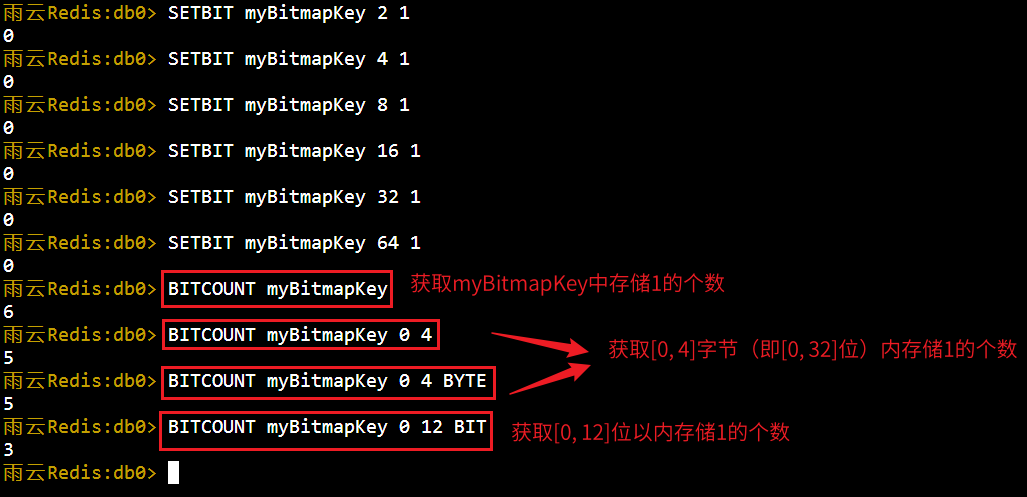 雨云Redis:db0> SETBIT myBitmapKey 2 1
0
雨云Redis:db0> SETBIT myBitmapKey 4 1
0
雨云Redis:db0> SETBIT myBitmapKey 8 1
0
雨云Redis:db0> SETBIT myBitmapKey 16 1
0
雨云Redis:db0> SETBIT myBitmapKey 32 1
0
雨云Redis:db0> SETBIT myBitmapKey 64 1
0
雨云Redis:db0> BITCOUNT myBitmapKey 获取myBitmapKey中存储1的个数
6
雨云Redis:db0> BITCOUNT myBitmapKey 0 4
5
获取[0, 4]字节（即[0, 32]位）内存储1的个数
雨云Redis:db0> BITCOUNT myBitmapKey 0 4 BYTE
5
雨云Redis:db0> BITCOUNT myBitmapKey 0 12 BIT 获取[0, 12]位以内存储1的个数
3
雨云Redis:db0>